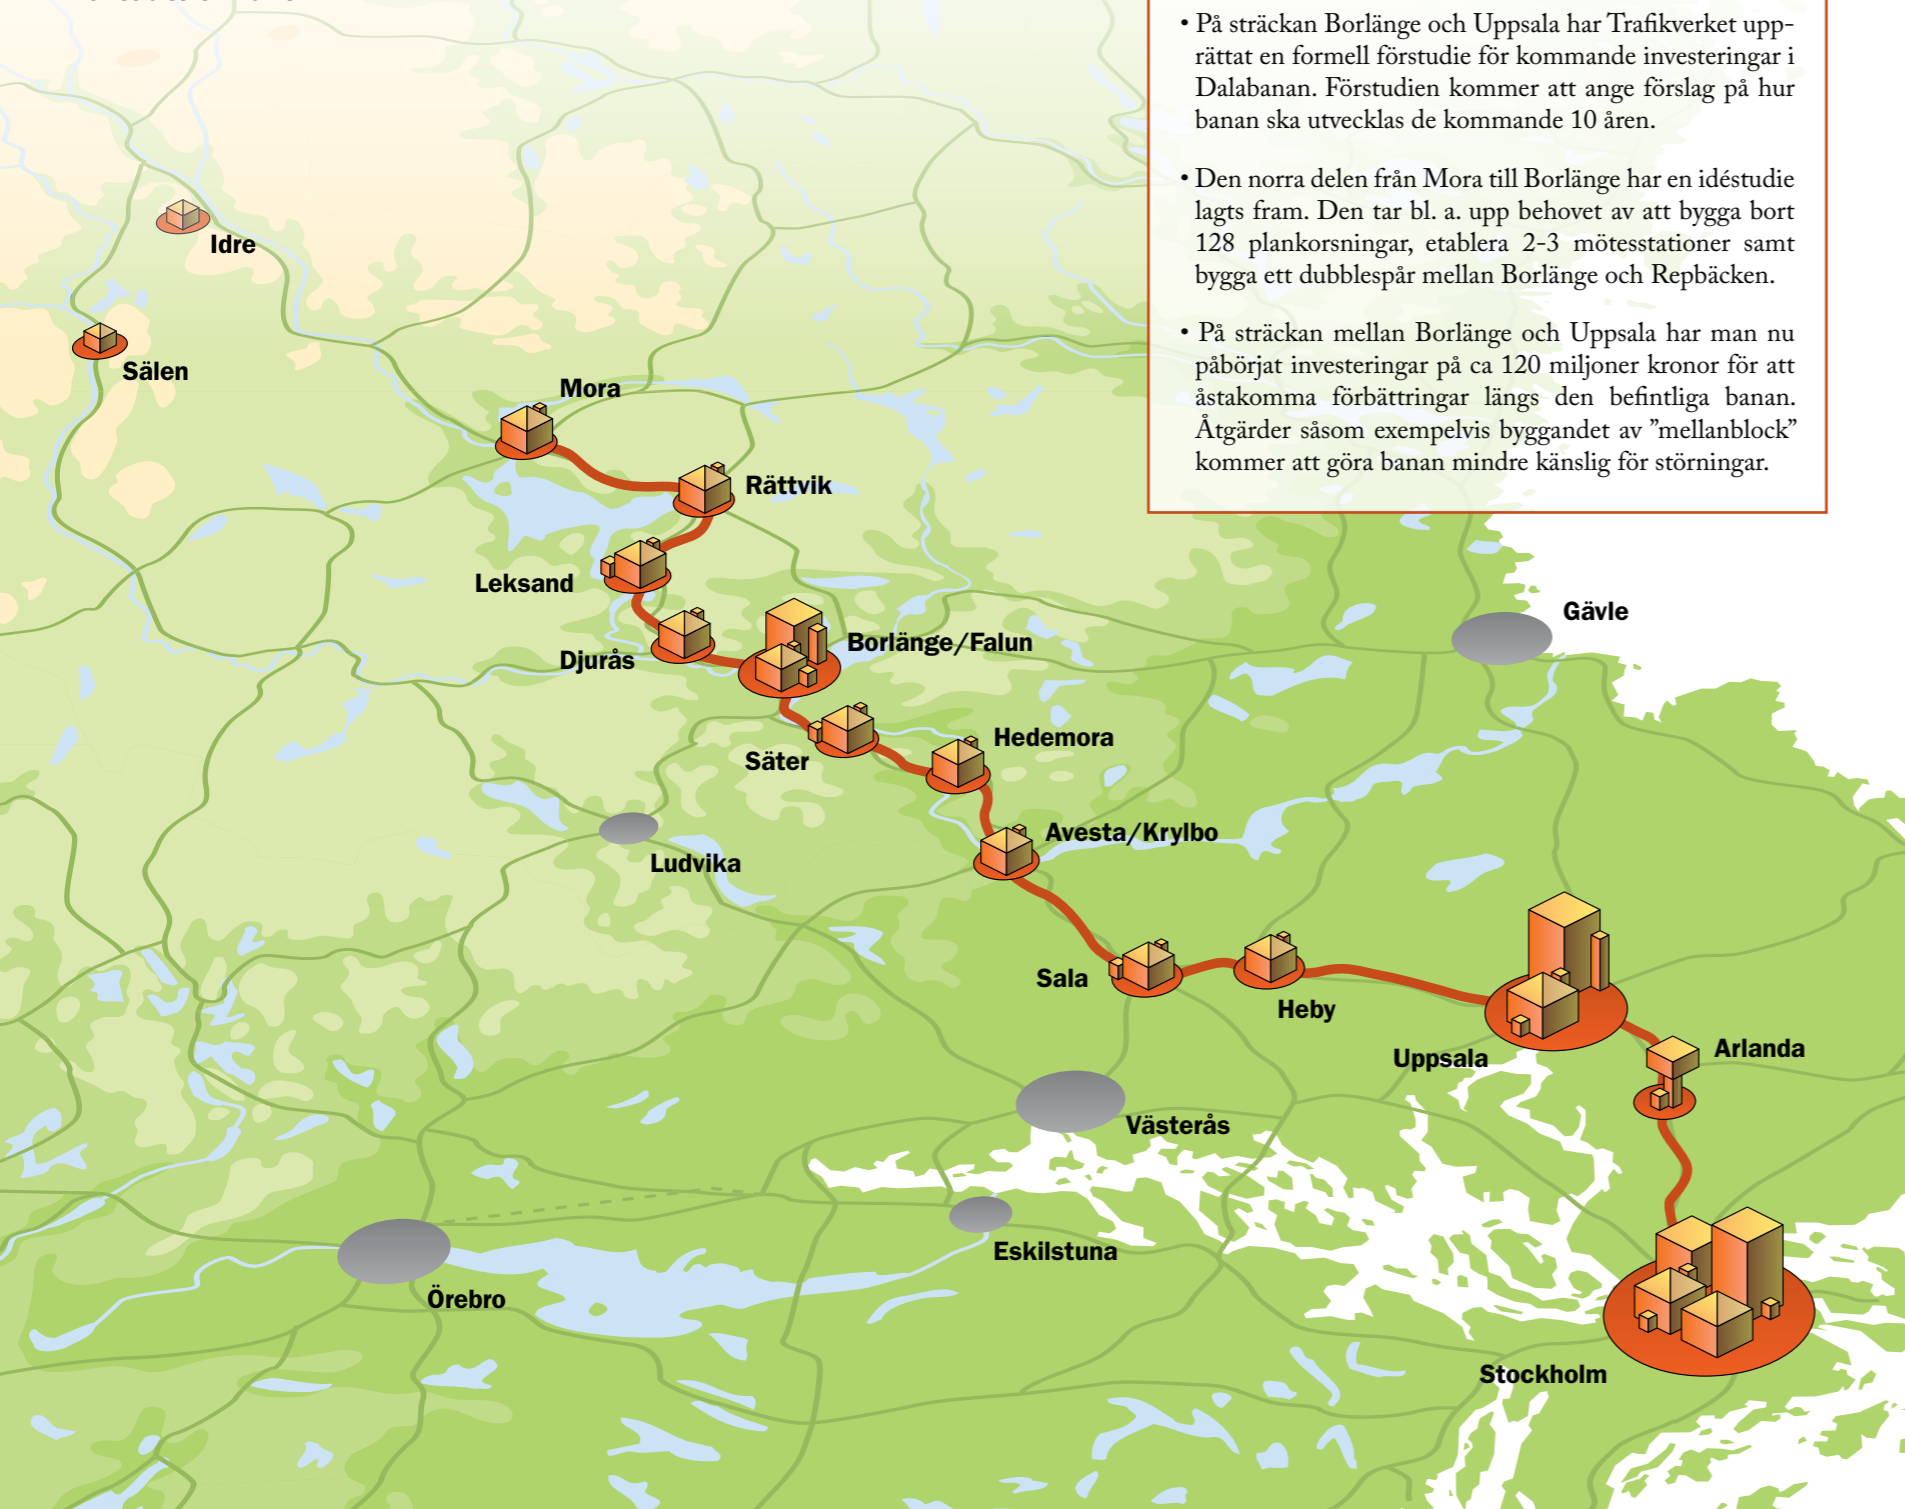 • På sträckan Borlänge och Uppsala har Trafikverket upp-
rättat en formell förstudie för kommande investeringar i
Dalabanan. Förstudien kommer att ange förslag på hur
banan ska utvecklas de kommande 10 åren.
• Den norra delen från Mora till Borlänge har en idéstudie
lagts fram. Den tar bl. a. upp behovet av att bygga bort
128 plankorsningar, etablera 2-3 mötesstationer samt
bygga ett dubblespår mellan Borlänge och Repbäcken.
• På sträckan mellan Borlänge och Uppsala har man nu
påbörjat investeringar på ca 120 miljoner kronor för att
åstakomma förbättringar längs den befintliga banan.
Åtgärder såsom exempelvis byggandet av ”mellanblock”
kommer att göra banan mindre känslig för störningar.
Idre
Sälen
Mora
Rättvik
Leksand
Gävle
Djurås
Borlänge/Falun
Säter
Hedemora
Avesta/Krylbo
Ludvika
Sala
Heby
Uppsala
Arlanda
Västerås
Eskilstuna
Örebro
Stockholm